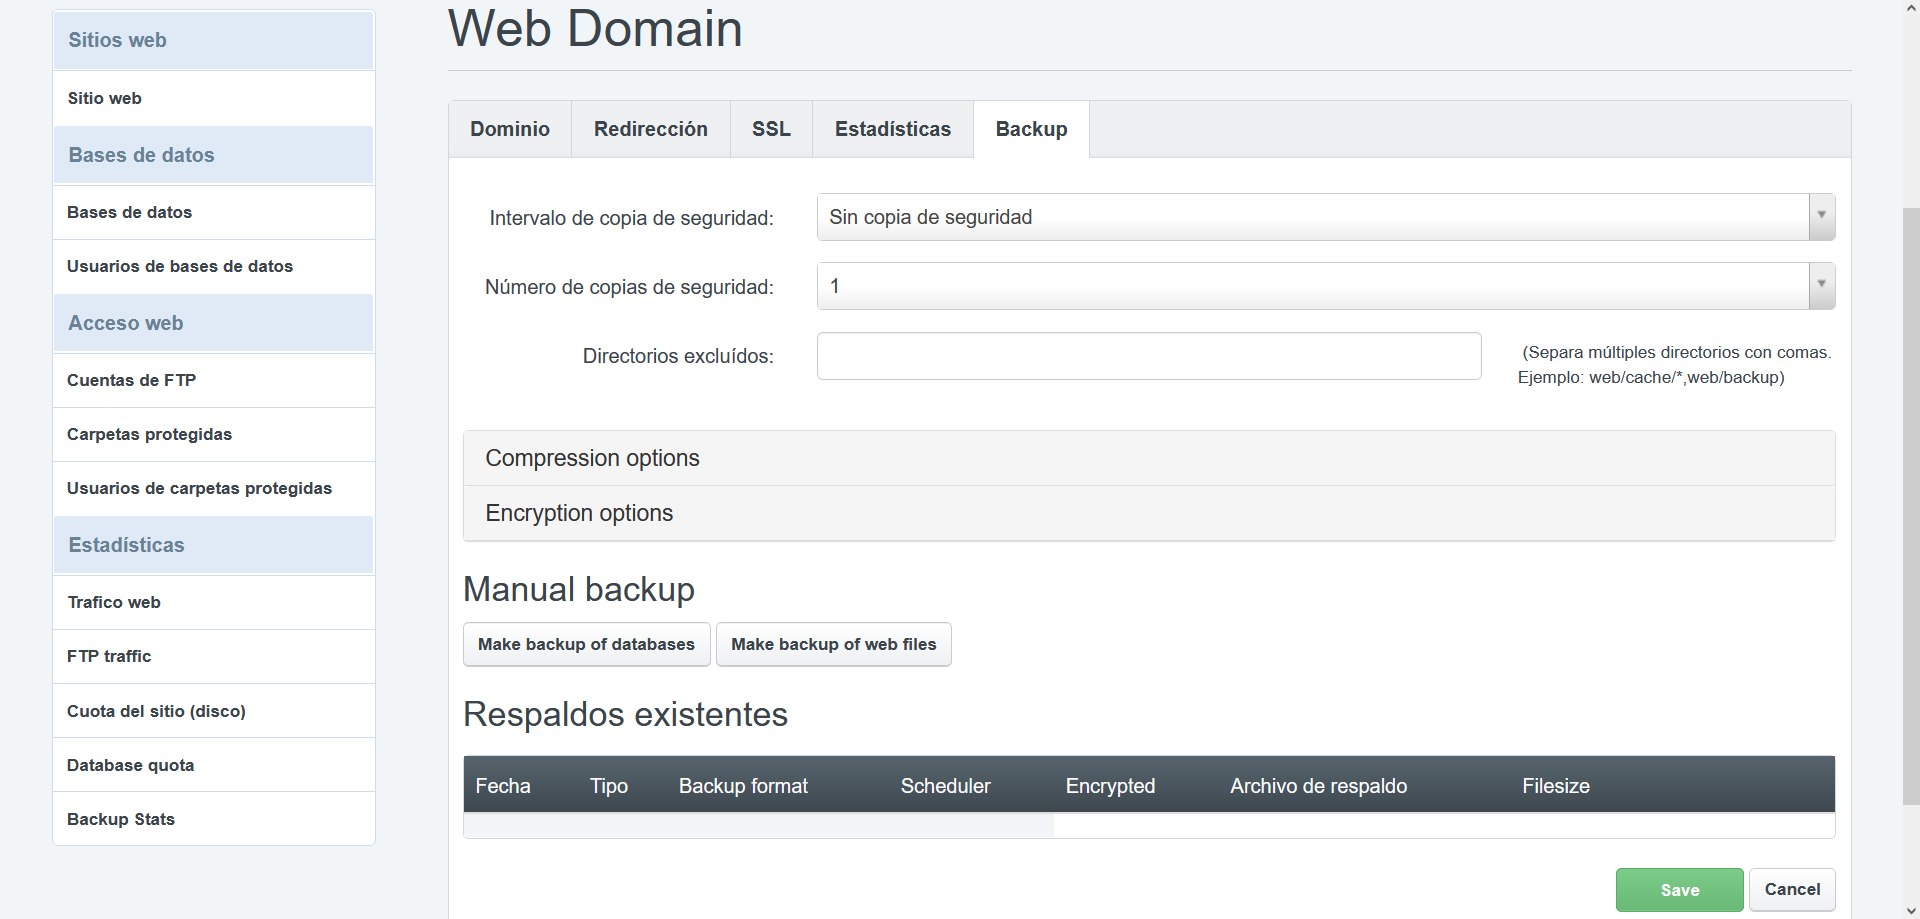 Sitios web
Sitio web
Bases de datos
Bases de datos
Usuarios de bases de datos
Acceso web
Cuentas de FTP
Carpetas protegidas
Usuarios de carpetas protegidas
Estadísticas
Trafico web
FTP traffic
Cuota del sitio (disco)
Database quota
Backup Stats
Web Domain
Dominio Redirección SSL Estadísticas Backup
Intervalo de copia de seguridad: Sin copia de seguridad
Número de copias de seguridad: 1
Directorios excluídos: (Separa múltiples directorios con comas.
Ejemplo: web/cache/*,web/backup)
Compression options
Encryption options
Manual backup
Make backup of databases Make backup of web files
Respaldos existentes
Fecha Tipo Backup format Scheduler Encrypted Archivo de respaldo Filesize
Save Cancel